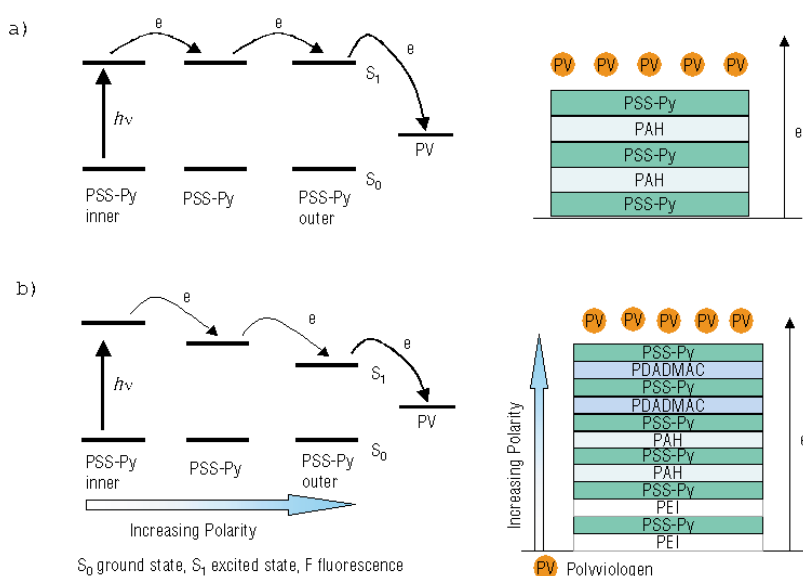 a)
e
e
e
S1
hν
PV
S0
PSS-Py
inner
PSS-Py
PSS-Py
outer
PV PV PV PV PV
PSS-Py
PAH
PSS-Py
PAH
PSS-Py
e
b)
e
e
e
S1
hν
PV
S0
PSS-Py
inner
PSS-Py
PSS-Py
outer
Increasing Polarity
S0 ground state, S1 excited state, F fluorescence
PV PV PV PV PV
PSS-Py
PDADMAC
PSS-Py
PDADMAC
PSS-Py
PAH
PSS-Py
PAH
PSS-Py
PEI
PSS-Py
PEI
Increasing Polarity
e
PV Polyviologen